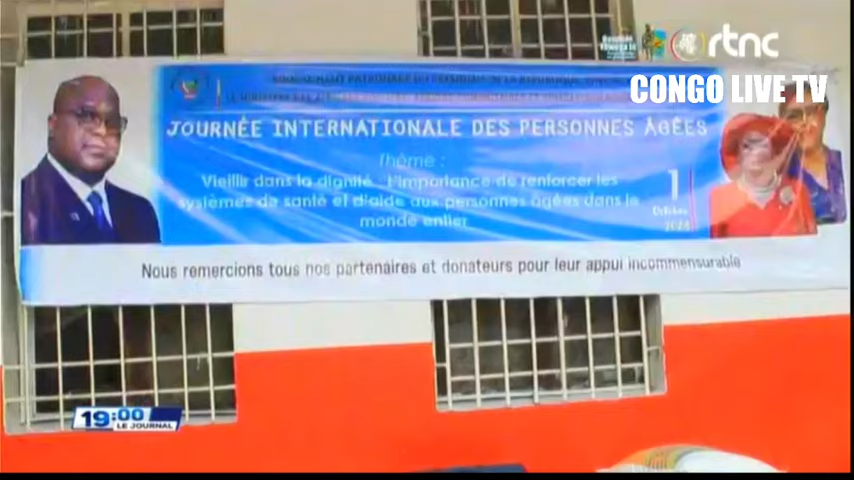 rtnc
CONGO LIVE TV
JOURNÉE INTERNATIONALE DES PERSONNES ÂGÉES
Thème :
Vieillir dans la dignité : l'importance de renforcer les
systèmes de santé et d'aide aux personnes âgées dans le
monde entier
1
Octobre
2024
Nous remercions tous nos partenaires et donateurs pour leur appui incommensurable
19:00
LE JOURNAL